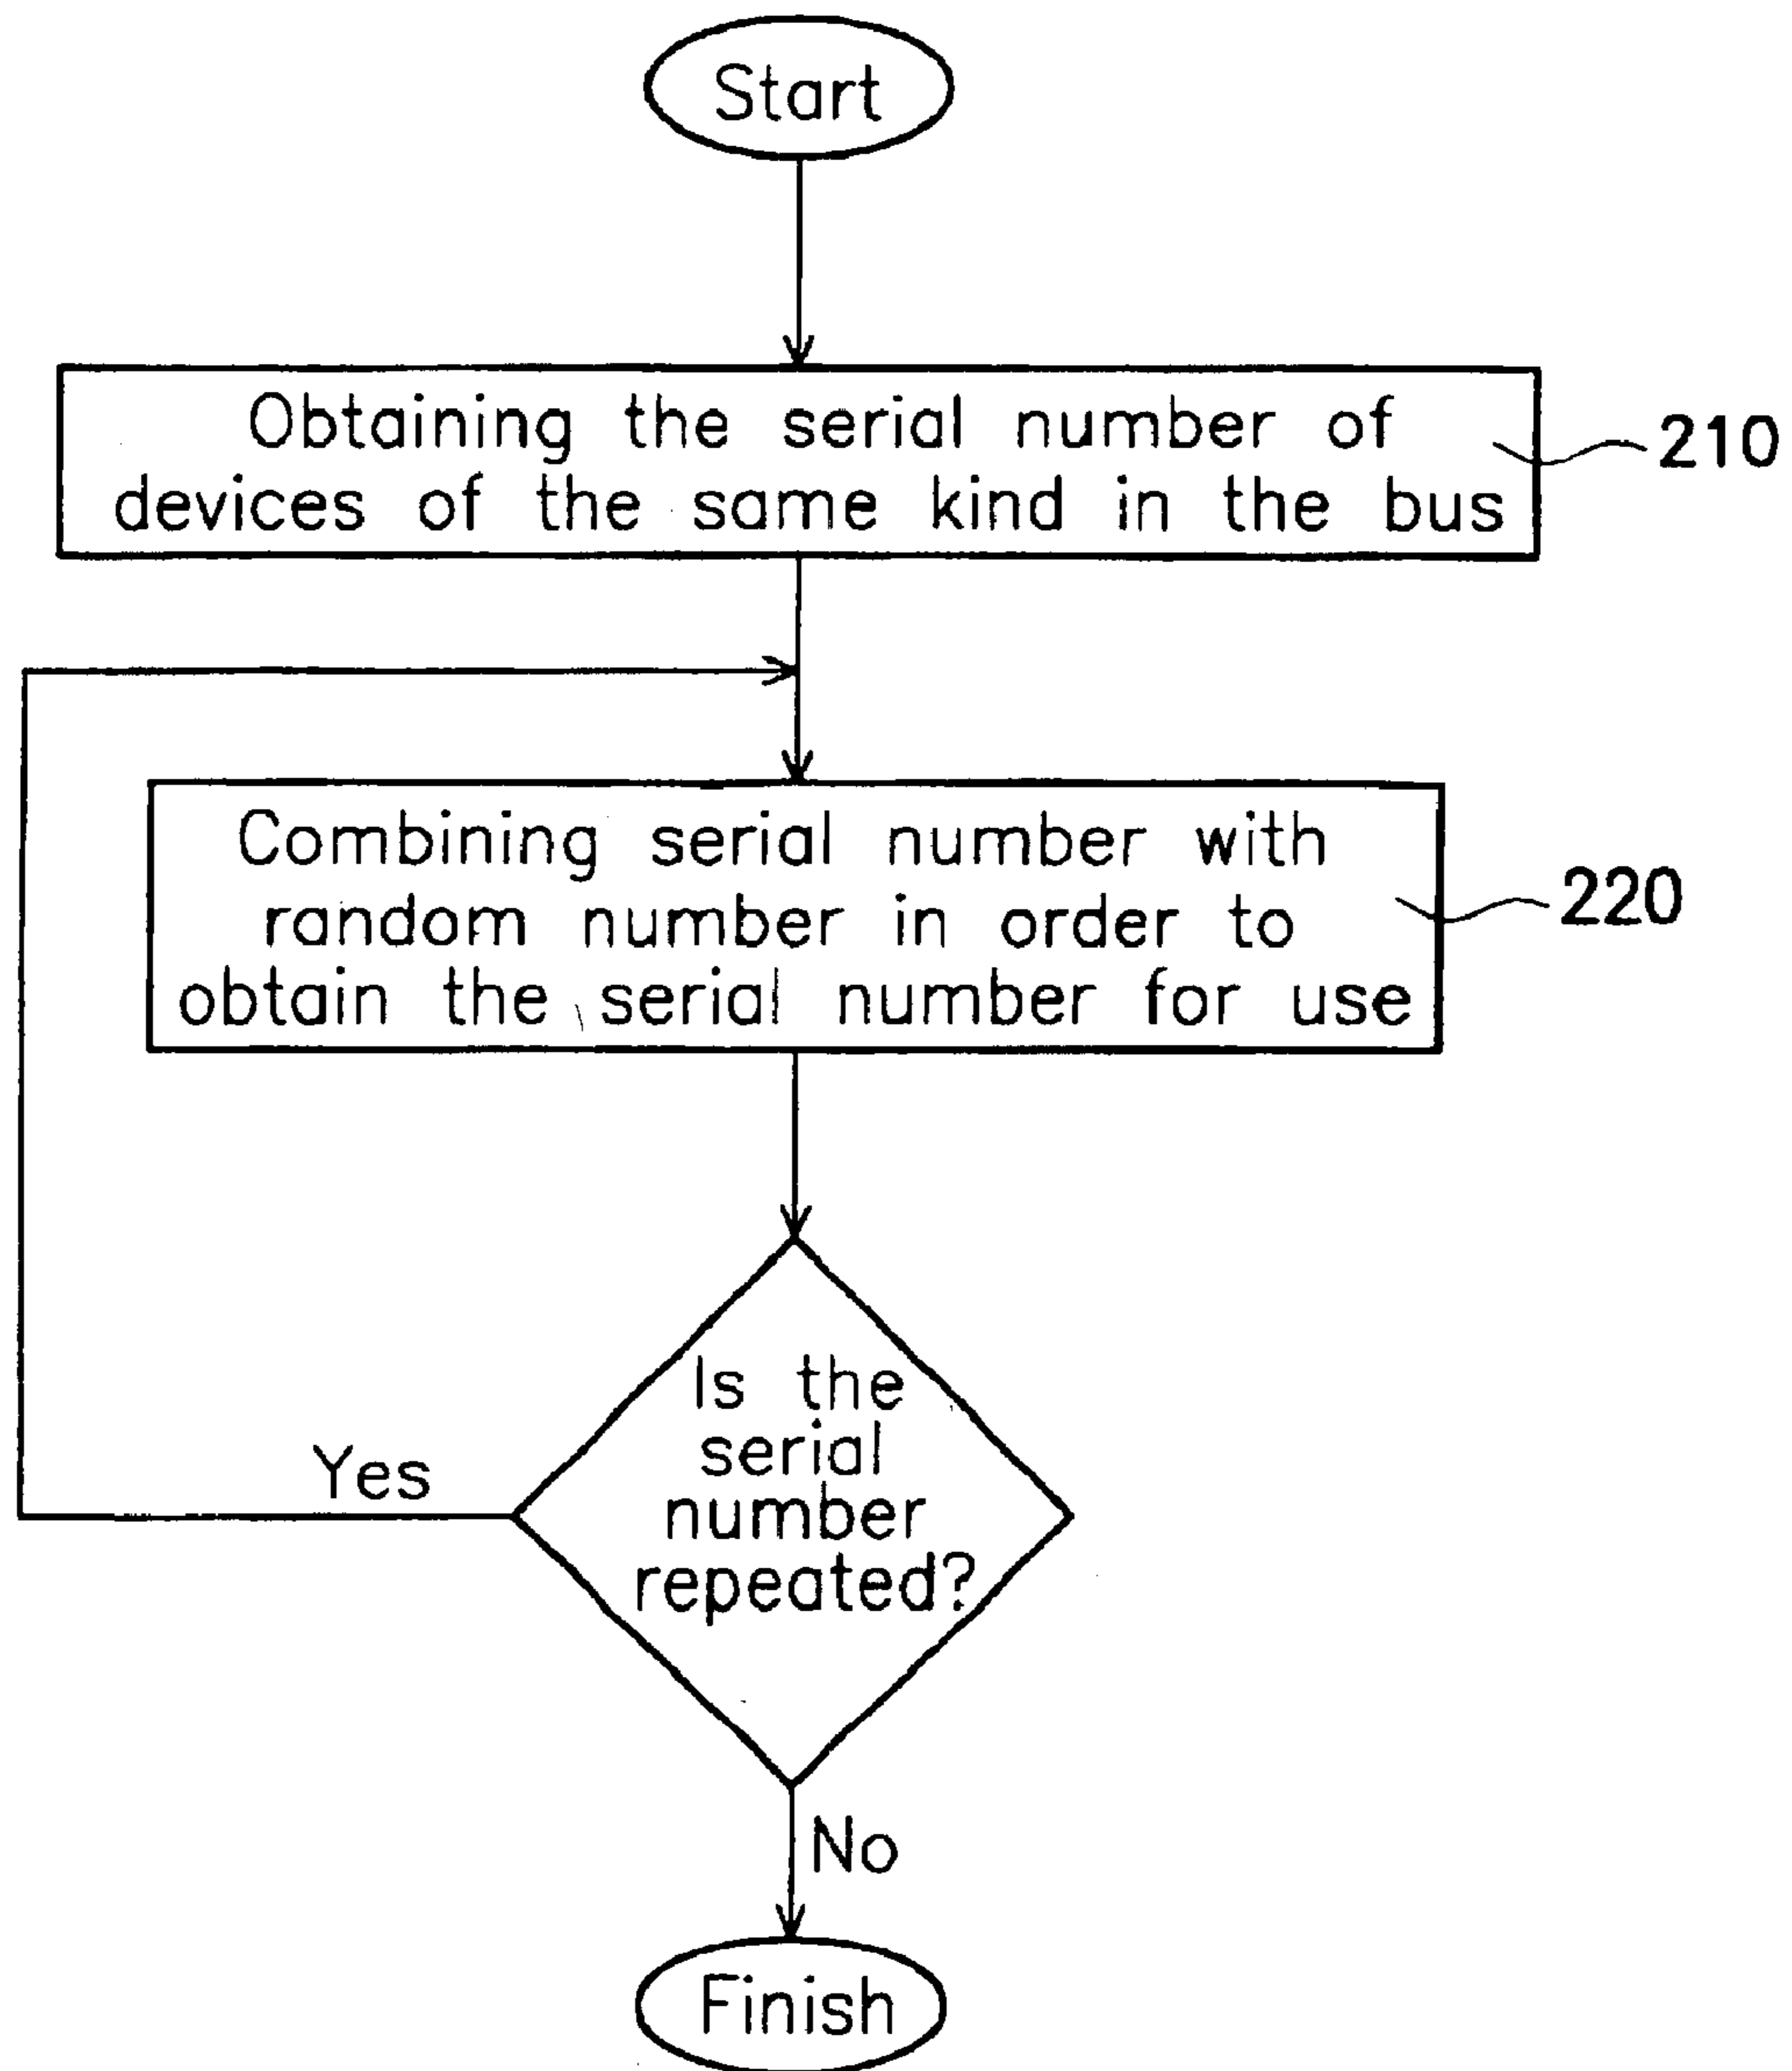 Start
Obtaining the serial number of
devices of the same kind in the bus
210
Combining serial number with
random number in order to
obtain the serial number for use
220
Is the
serial
number
repeated?
Yes
No
Finish